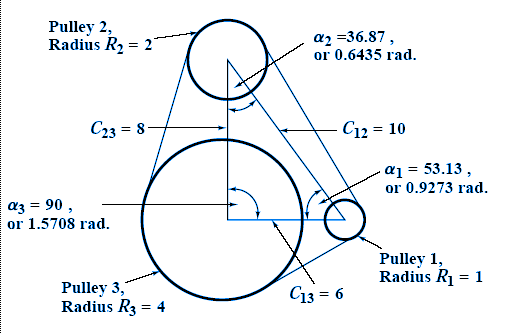 Pulley 2,
Radius R2 = 2
α2 =36.87 ,
or 0.6435 rad.
C23 = 8
C12 = 10
α1 = 53.13 ,
or 0.9273 rad.
α3 = 90 ,
or 1.5708 rad.
Pulley 1,
Radius R1 = 1
Pulley 3,
Radius R3 = 4
C13 = 6